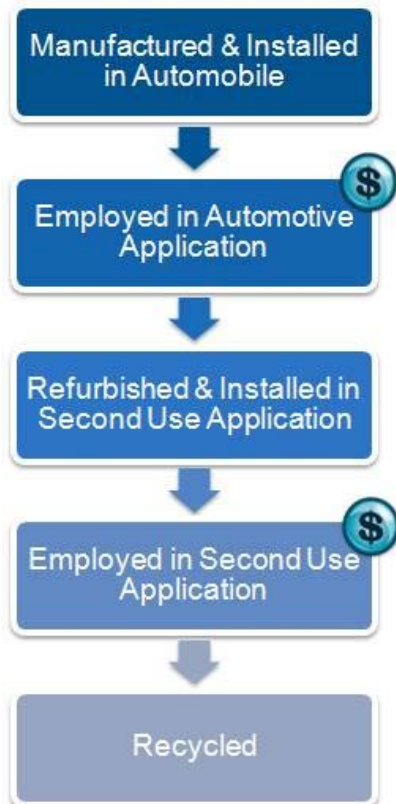 Manufactured & Installed
in Automobile
$
Employed in Automotive
Application
Refurbished & Installed in
Second Use Application
$
Employed in Second Use
Application
Recycled